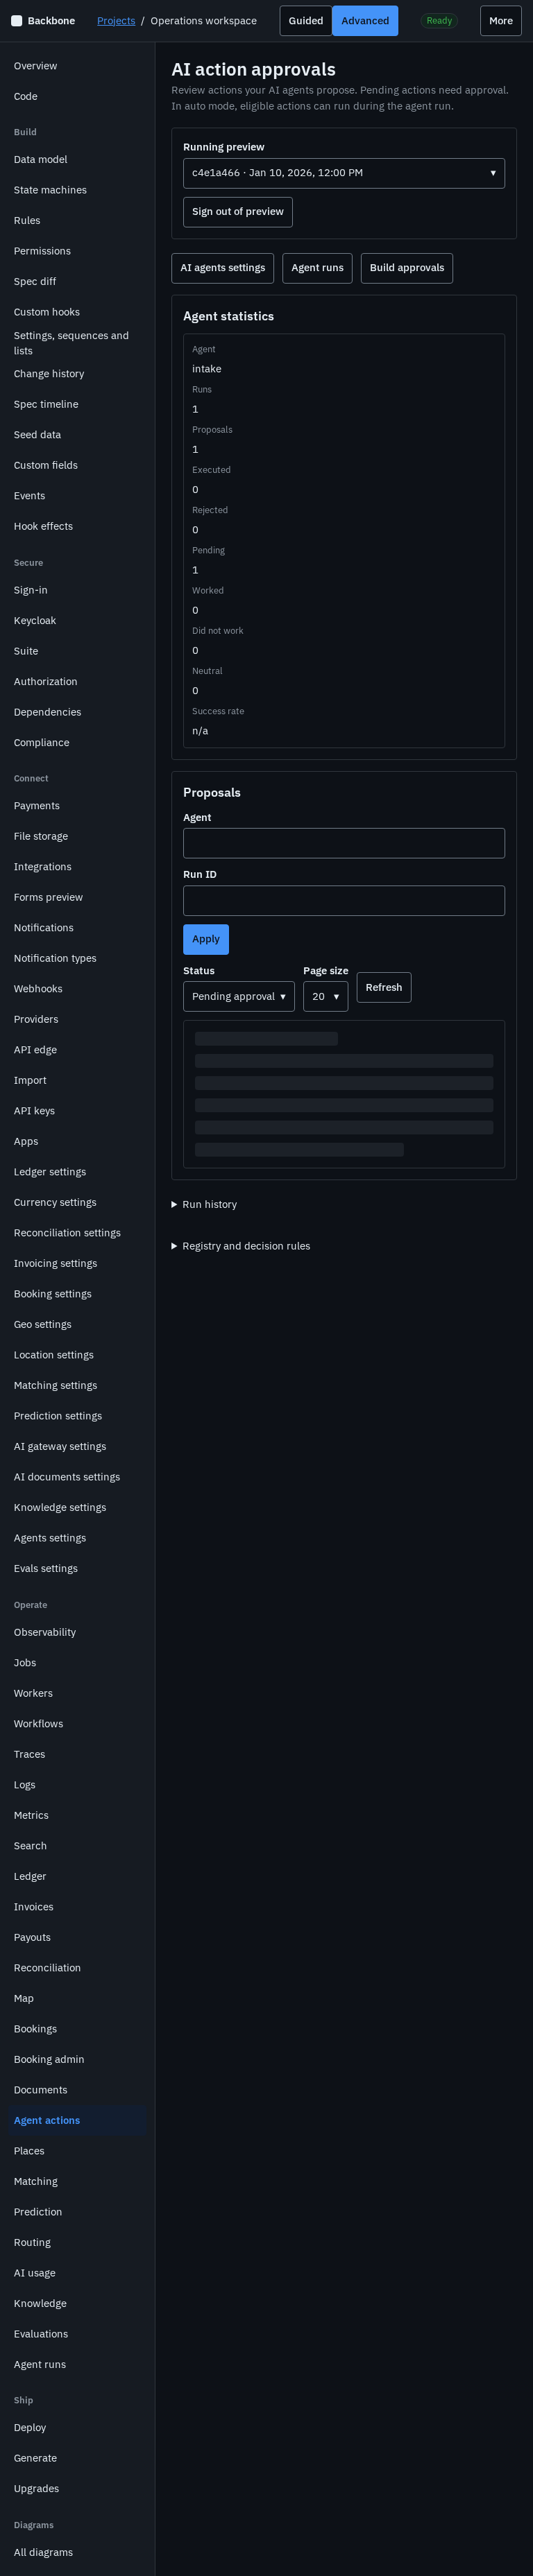 Backbone
Projects / Operations workspace
Guided
Advanced
Ready
More
Overview
Code
Build
Data model
State machines
Rules
Permissions
Spec diff
Custom hooks
Settings, sequences and
lists
Change history
Spec timeline
Seed data
Custom fields
Events
Hook effects
Secure
Sign-in
Keycloak
Suite
Authorization
Dependencies
Compliance
Connect
Payments
File storage
Integrations
Forms preview
Notifications
Notification types
Webhooks
Providers
API edge
Import
API keys
Apps
Ledger settings
Currency settings
Reconciliation settings
Invoicing settings
Booking settings
Geo settings
Location settings
Matching settings
Prediction settings
AI gateway settings
AI documents settings
Knowledge settings
Agents settings
Evals settings
Operate
Observability
Jobs
Workers
Workflows
Traces
Logs
Metrics
Search
Ledger
Invoices
Payouts
Reconciliation
Map
Bookings
Booking admin
Documents
Agent actions
Places
Matching
Prediction
Routing
AI usage
Knowledge
Evaluations
Agent runs
Ship
Deploy
Generate
Upgrades
Diagrams
All diagrams
AI action approvals
Review actions your AI agents propose. Pending actions need approval.
In auto mode, eligible actions can run during the agent run.
Running preview
c4e1a466 · Jan 10, 2026, 12:00 PM
Sign out of preview
AI agents settings
Agent runs
Build approvals
Agent statistics
Agent
intake
Runs
1
Proposals
1
Executed
0
Rejected
0
Pending
1
Worked
0
Did not work
0
Neutral
0
Success rate
n/a
Proposals
Agent
Run ID
Apply
Status
Pending approval
Page size
20
Refresh
Run history
Registry and decision rules